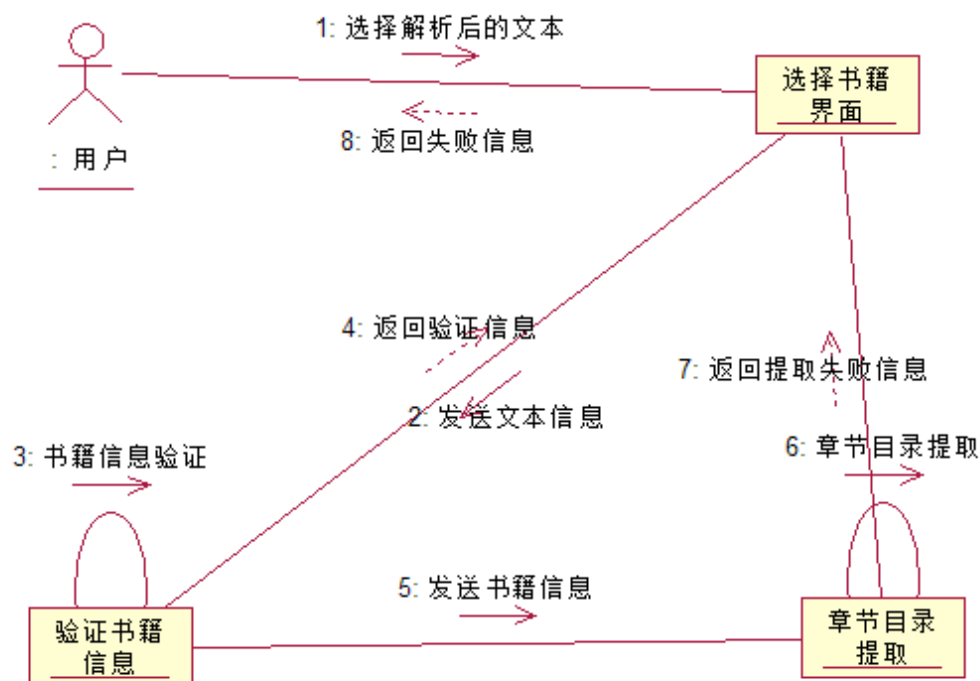 1: 选择解析后的文本
选择书籍
界面
8: 返回失败信息
: 用户
4: 返回验证信息
7: 返回提取失败信息
2: 发送文本信息
3: 书籍信息验证
6: 章节目录提取
5: 发送书籍信息
验证书籍
信息
章节目录
提取